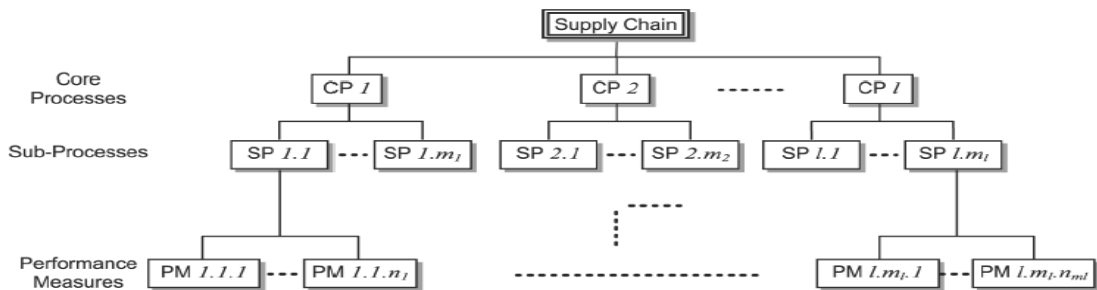 Supply Chain
Core
Processes
CP 1
CP 2
CP l
Sub-Processes
SP 1.1
SP 1.m₁
SP 2.1
SP 2.m₂
SP l.1
SP l.mₗ
Performance
Measures
PM 1.1.1
PM 1.1.n₁
PM l.mₗ.1
PM l.mₗ.nₘₗ